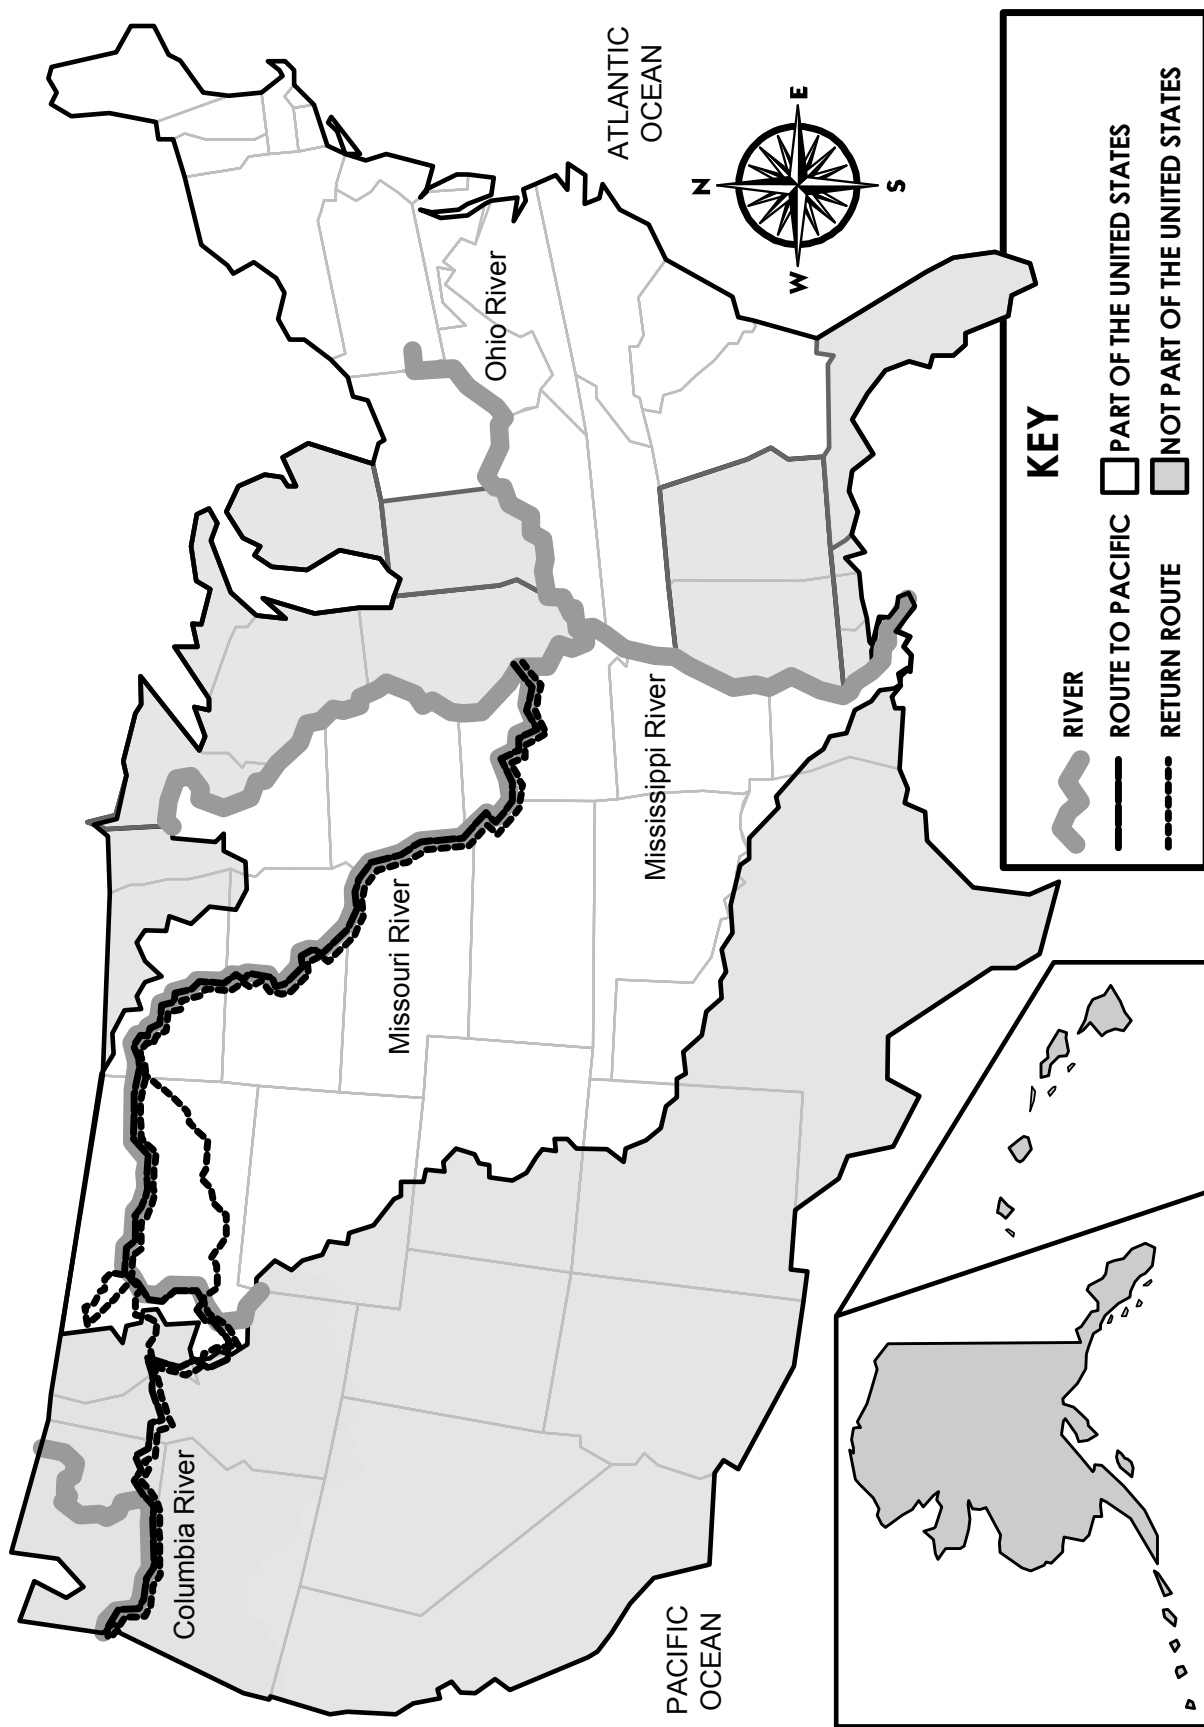 Columbia River
Missouri River
Mississippi River
Ohio River
PACIFIC
OCEAN
ATLANTIC
OCEAN
N
W
E
S
KEY
RIVER
ROUTE TO PACIFIC
RETURN ROUTE
PART OF THE UNITED STATES
NOT PART OF THE UNITED STATES